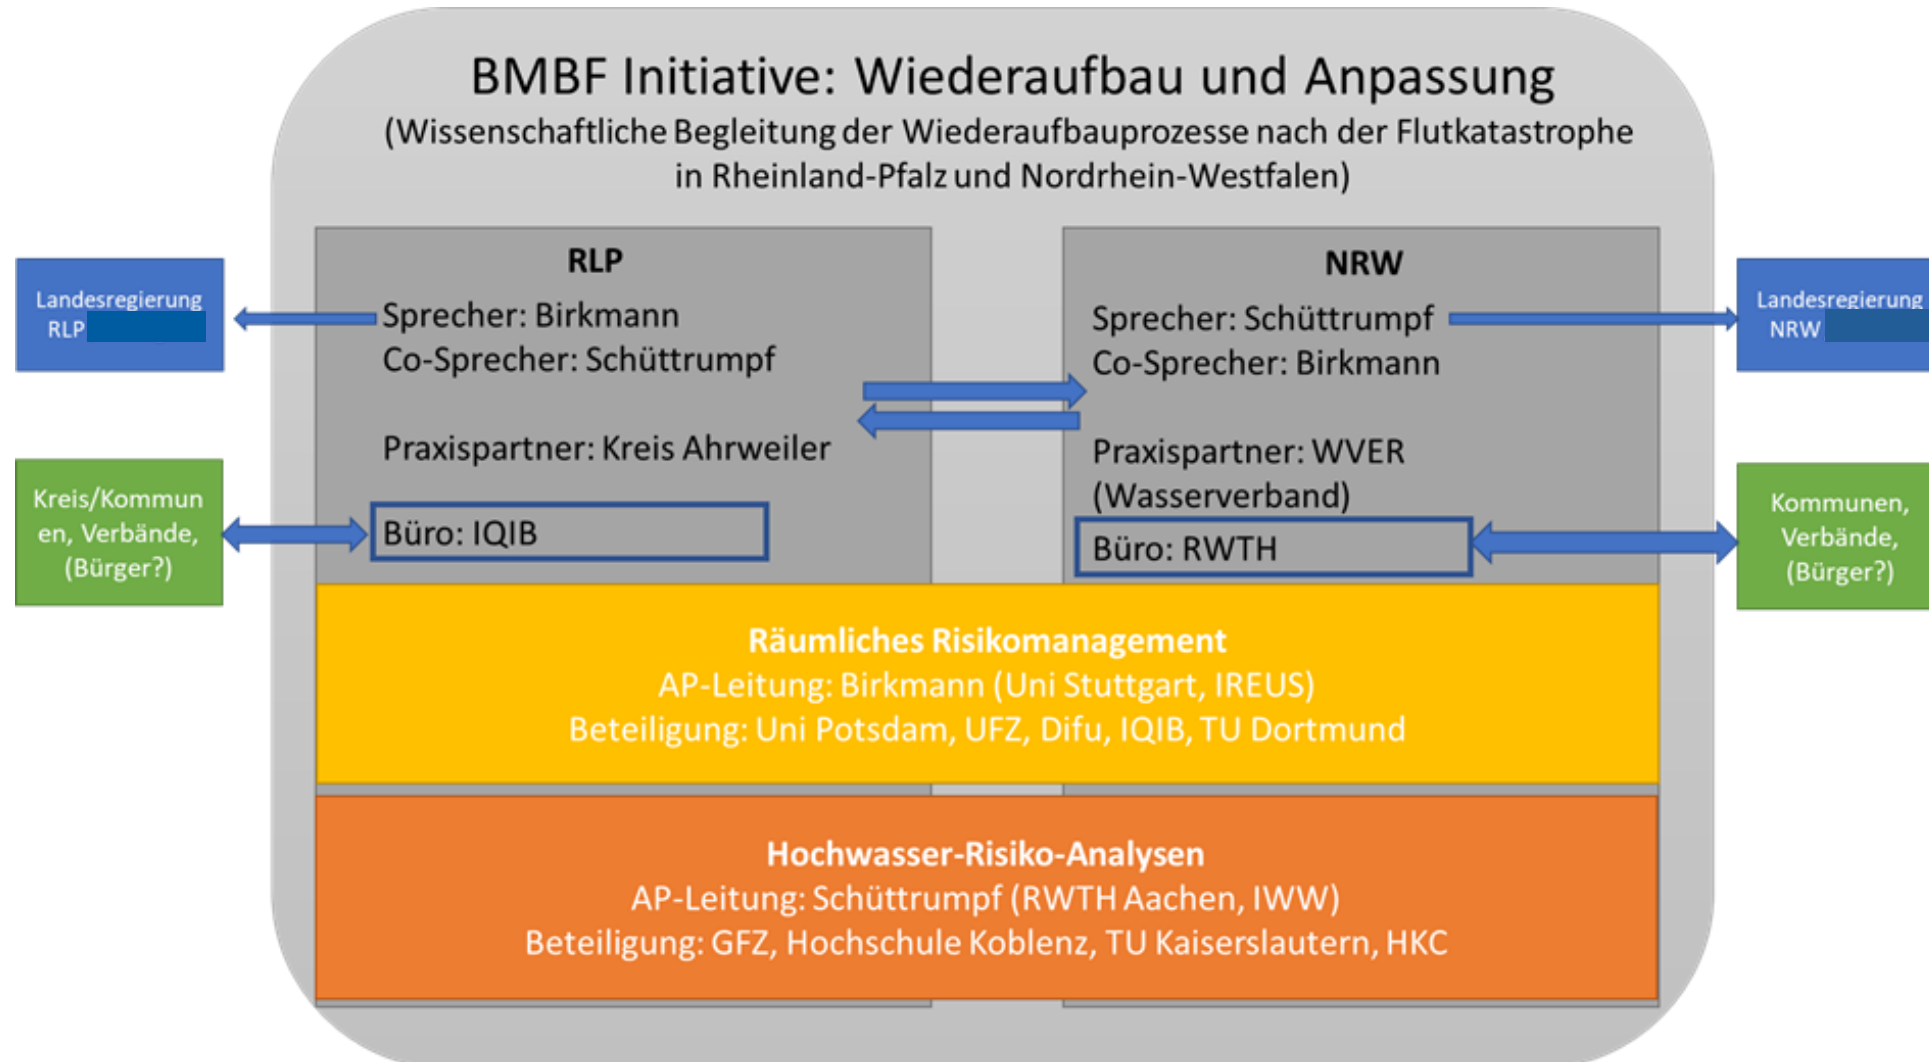 BMBF Initiative: Wiederaufbau und Anpassung
(Wissenschaftliche Begleitung der Wiederaufbauprozesse nach der Flutkatastrophe
in Rheinland-Pfalz und Nordrhein-Westfalen)
Landesregierung
RLP
Kreis/Kommun
en, Verbände,
(Bürger?)
RLP
Sprecher: Birkmann
Co-Sprecher: Schüttrumpf
Praxispartner: Kreis Ahrweiler
Büro: IQIB
NRW
Sprecher: Schüttrumpf
Co-Sprecher: Birkmann
Praxispartner: WVER
(Wasserverband)
Büro: RWTH
Landesregierung
NRW
Kommunen,
Verbände,
(Bürger?)
Räumliches Risikomanagement
AP-Leitung: Birkmann (Uni Stuttgart, IREUS)
Beteiligung: Uni Potsdam, UFZ, Difu, IQIB, TU Dortmund
Hochwasser-Risiko-Analysen
AP-Leitung: Schüttrumpf (RWTH Aachen, IWW)
Beteiligung: GFZ, Hochschule Koblenz, TU Kaiserslautern, HKC